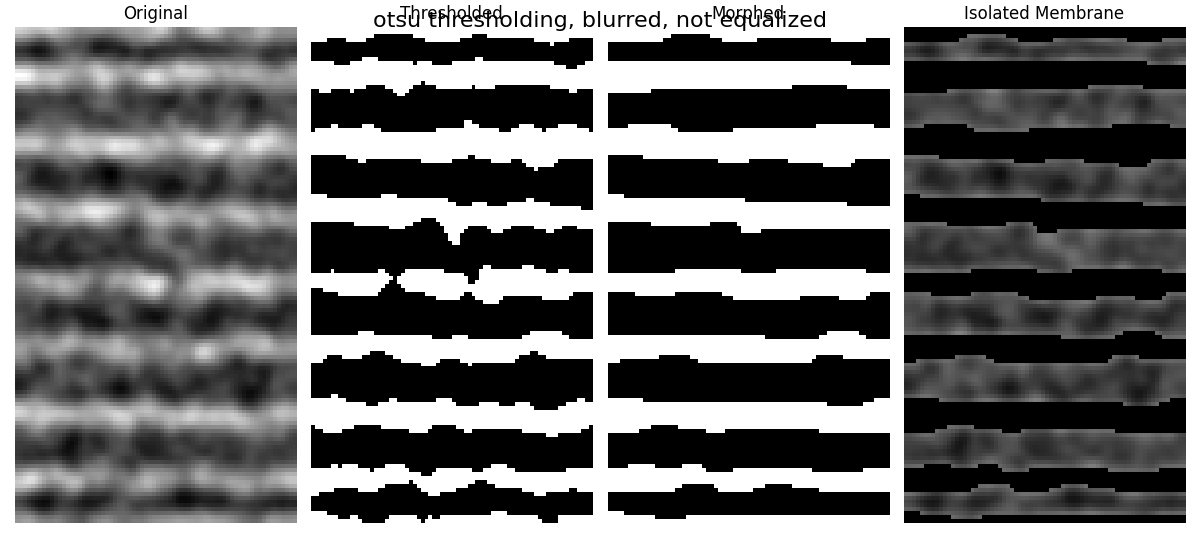 otsu thresholding, blurred, not equalized
Original
Thresholded
Morphed
Isolated Membrane